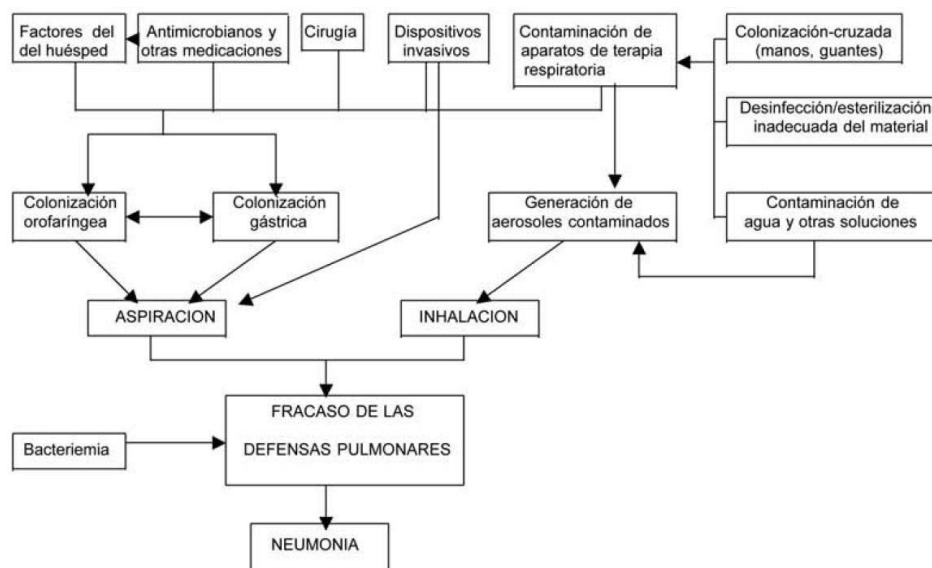 Factores del
del huésped
Antimicrobianos y
otras medicaciones
Cirugía
Dispositivos
invasivos
Contaminación de
aparatos de terapia
respiratoria
Colonización-cruzada
(manos, guantes)
Desinfección/esterilización
inadecuada del material
Colonización
orofaríngea
Colonización
gástrica
Generación de
aerosoles contaminados
Contaminación de
agua y otras soluciones
ASPIRACION
INHALACION
FRACASO DE LAS
DEFENSAS PULMONARES
Bacteriemia
NEUMONIA